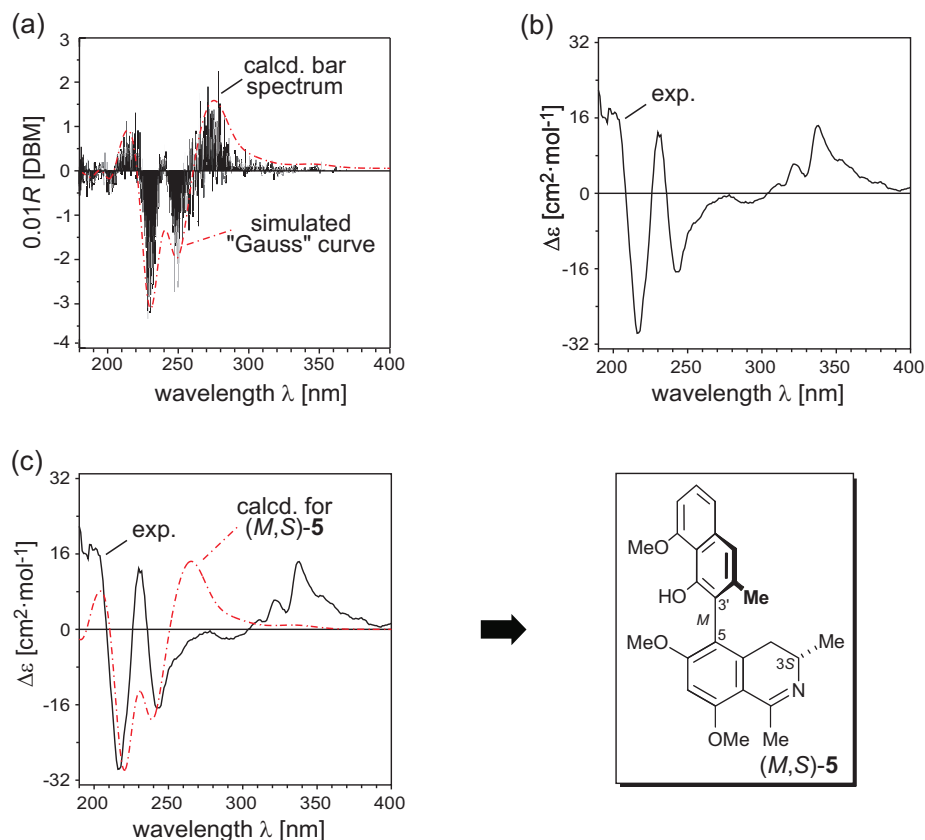 (a)
3
2
1
0
-1
-2
-3
-4
0.01R [DBM]
calcd. bar
spectrum
simulated
"Gauss" curve
200 250 300 350 400
wavelength λ [nm]
(b)
32
16
0
-16
-32
Δε [cm²·mol⁻¹]
exp.
200 250 300 350 400
wavelength λ [nm]
(c)
32
16
0
-16
-32
Δε [cm²·mol⁻¹]
exp.
calcd. for
(M,S)-5
200 250 300 350 400
wavelength λ [nm]
MeO
HO
3'
Me
M
5
MeO
3S
Me
N
OMe
Me
(M,S)-5